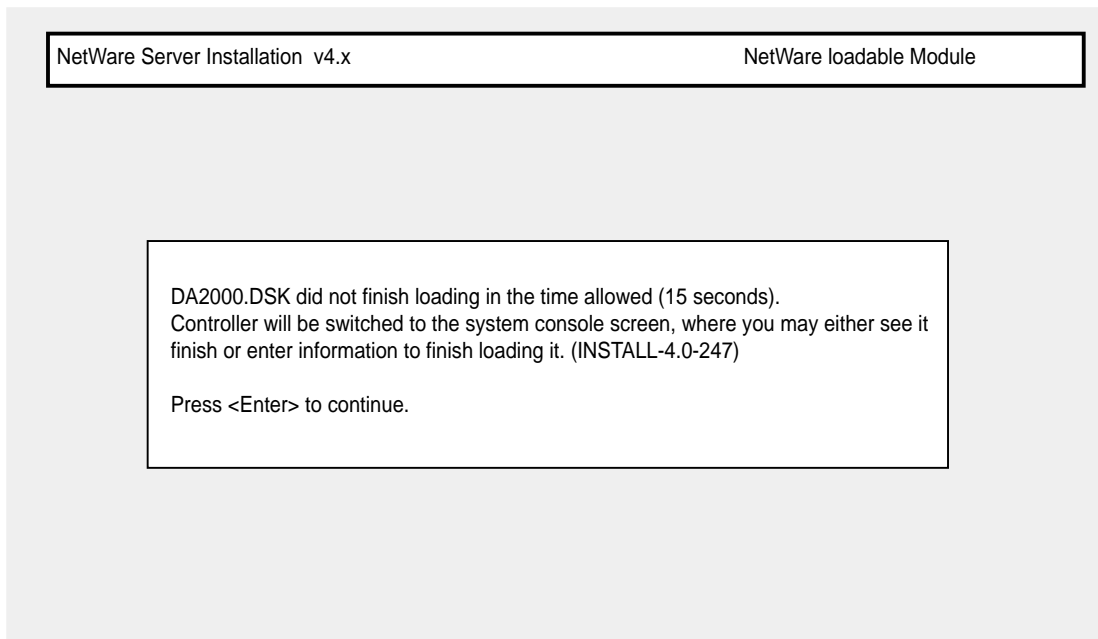 NetWare Server Installation  v4.x
NetWare loadable Module
DA2000.DSK did not finish loading in the time allowed (15 seconds).
Controller will be switched to the system console screen, where you may either see it
finish or enter information to finish loading it. (INSTALL-4.0-247)
Press <Enter> to continue.